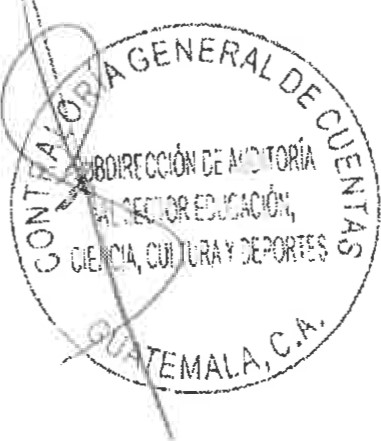 CONTRALORÍA GENERAL DE CUENTAS
SUBDIRECCIÓN DE AUDITORÍA
AL SECTOR EDUCACIÓN,
CIENCIA, CULTURA Y DEPORTES
GUATEMALA, C.A.